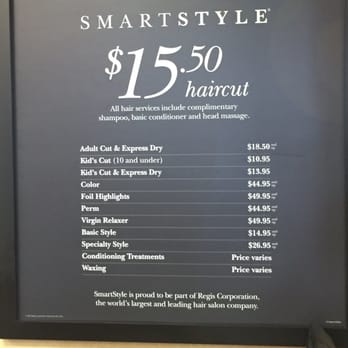 SMARTSTYLE®
$15.50
haircut
All hair services include complimentary
shampoo, basic conditioner and head massage.
Adult Cut & Express Dry $18.50
Kid's Cut (10 and under) $10.95
Kid's Cut & Express Dry $13.95
Color $44.95
Foil Highlights $49.95
Perm $44.95
Virgin Relaxer $49.95
Basic Style $14.95
Specialty Style $26.95
Conditioning Treatments Price varies
Waxing Price varies
SmartStyle is proud to be part of Regis Corporation,
the world's largest and leading hair salon company.